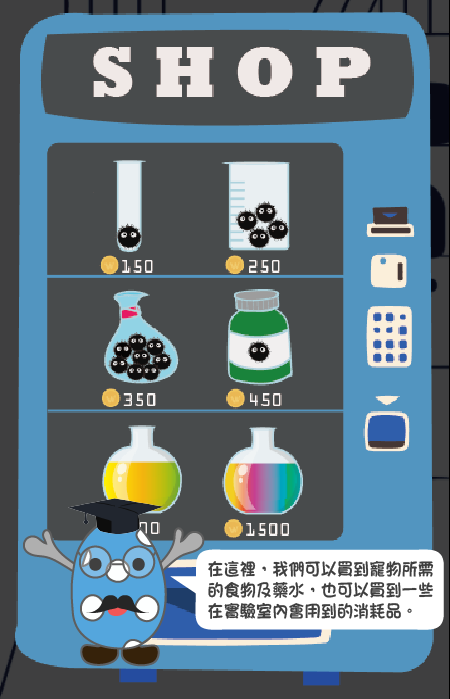 SHOP
150 250
350 450
1500
在這裡，我們可以買到寵物所需
的食物及藥水，也可以買到一些
在實驗室內會用到的消耗品。